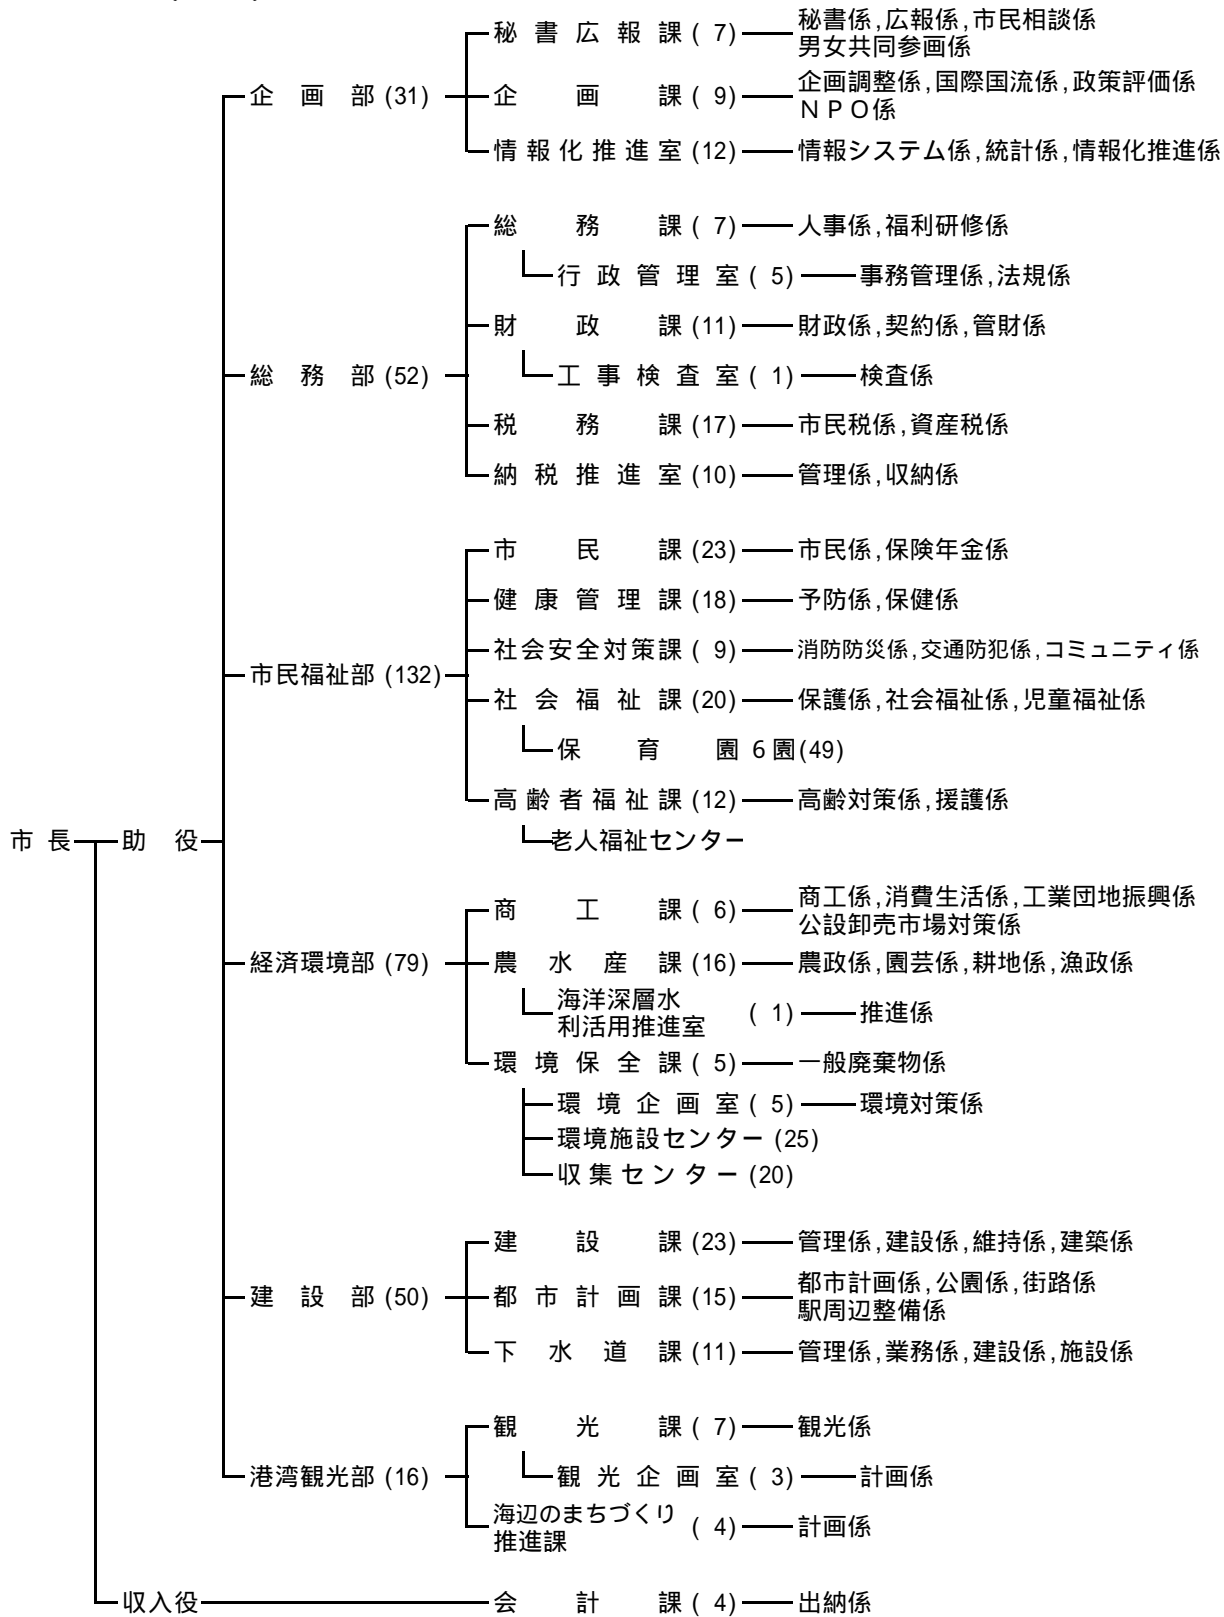 秘書広報課( 7) 秘書係,広報係,市民相談係
男女共同参画係
企画部(31) 企画課( 9) 企画調整係,国際国流係,政策評価係
ＮＰＯ係
情報化推進室(12) 情報システム係,統計係,情報化推進係
総務課( 7) 人事係,福利研修係
行政管理室( 5) 事務管理係,法規係
財政課(11) 財政係,契約係,管財係
総務部(52) 工事検査室( 1) 検査係
税務課(17) 市民税係,資産税係
納税推進室(10) 管理係,収納係
市民課(23) 市民係,保険年金係
健康管理課(18) 予防係,保健係
社会安全対策課( 9) 消防防災係,交通防犯係,コミュニティ係
市民福祉部(132)
社会福祉課(20) 保護係,社会福祉係,児童福祉係
保育園６園(49)
高齢者福祉課(12) 高齢対策係,援護係
市長 助役 老人福祉センター
商工課( 6) 商工係,消費生活係,工業団地振興係
公設卸売市場対策係
経済環境部(79) 農水産課(16) 農政係,園芸係,耕地係,漁政係
海洋深層水
利活用推進室 ( 1) 推進係
環境保全課( 5) 一般廃棄物係
環境企画室( 5) 環境対策係
環境施設センター(25)
収集センター(20)
建設課(23) 管理係,建設係,維持係,建築係
建設部(50) 都市計画課(15) 都市計画係,公園係,街路係
駅周辺整備係
下水道課(11) 管理係,業務係,建設係,施設係
観光課( 7) 観光係
港湾観光部(16) 観光企画室( 3) 計画係
海辺のまちづくり
推進課 ( 4) 計画係
収入役 会計課( 4) 出納係